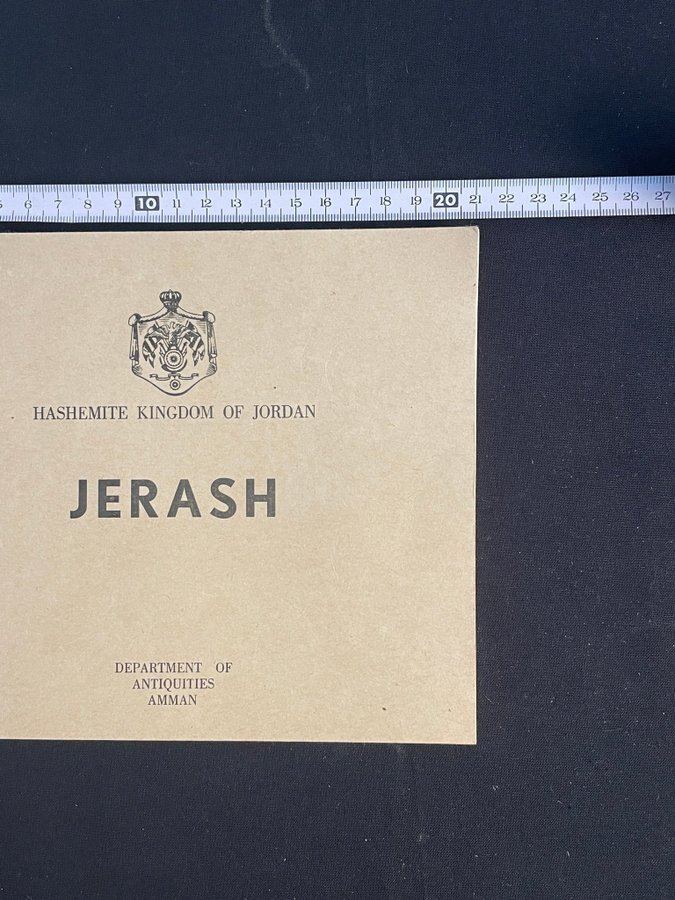 6 7 8 9 10 11 12 13 14 15 16 17 18 19 20 21 22 23 24 25 26 27
HASHEMITE KINGDOM OF JORDAN
JERASH
DEPARTMENT OF
ANTIQUITIES
AMMAN